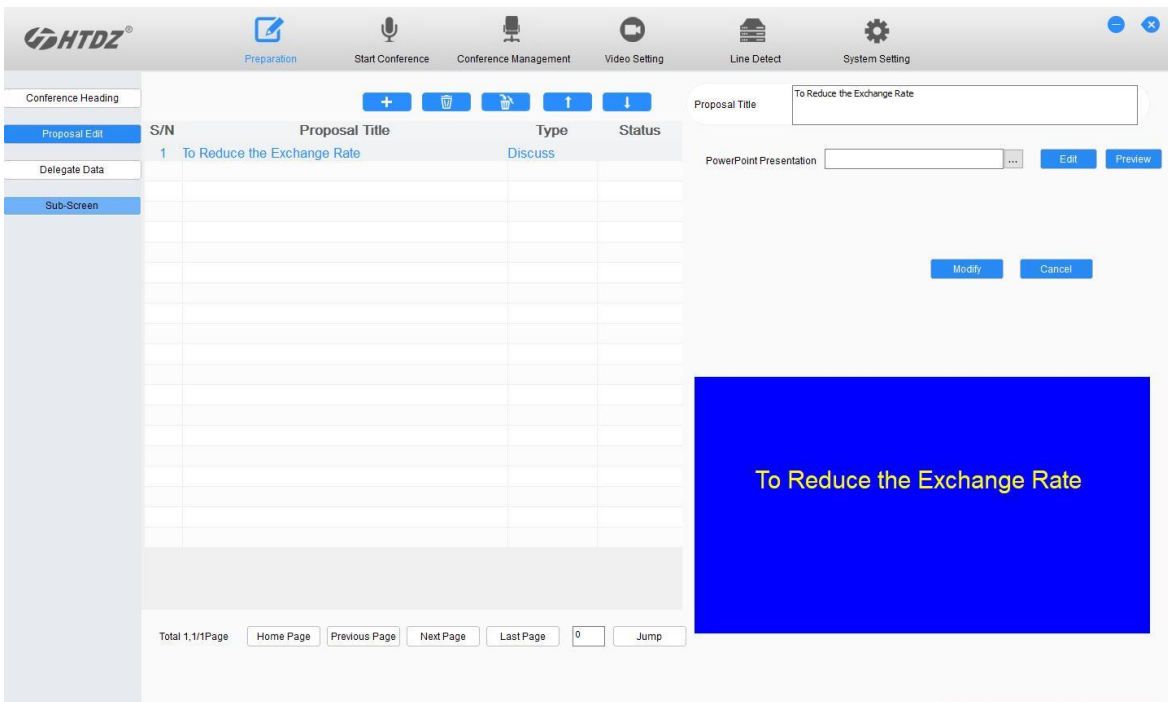 HTDZ®
Preparation
Start Conference
Conference Management
Video Setting
Line Detect
System Setting
Conference Heading
Proposal Edit
Delegate Data
Sub-Screen
S/N Proposal Title Type Status
1 To Reduce the Exchange Rate Discuss
Total 1,1/1Page Home Page Previous Page Next Page Last Page 0 Jump
Proposal Title To Reduce the Exchange Rate
PowerPoint Presentation ... Edit Preview
Modify Cancel
To Reduce the Exchange Rate